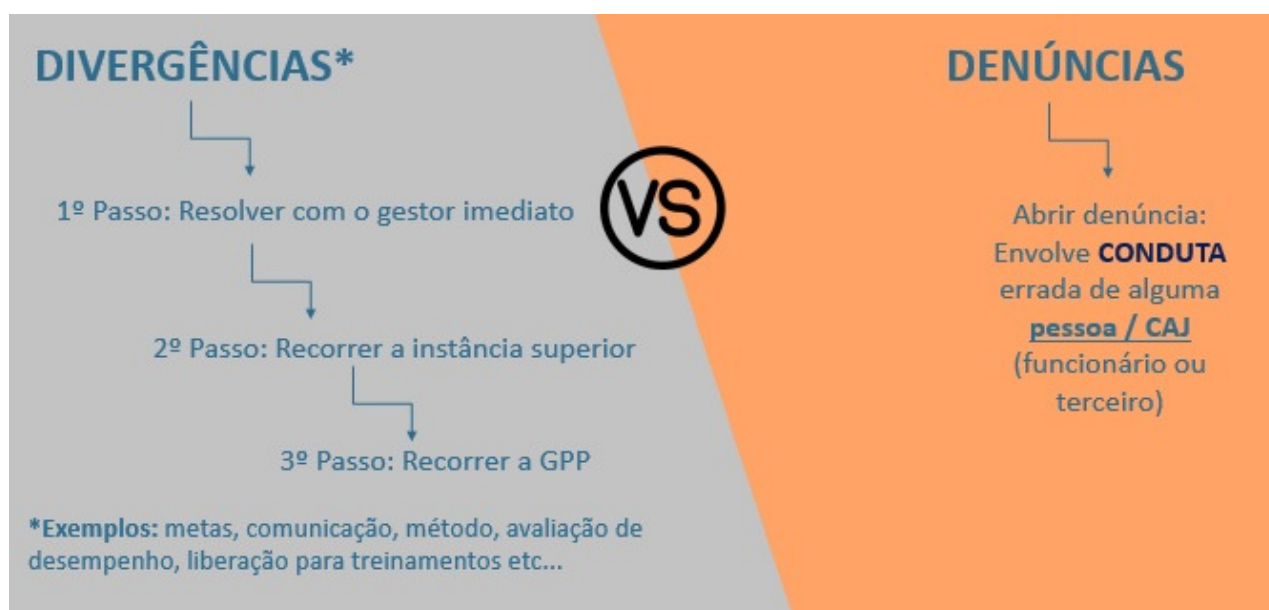 DIVERGÊNCIAS*
1º Passo: Resolver com o gestor imediato
2º Passo: Recorrer a instância superior
3º Passo: Recorrer a GPP
*Exemplos: metas, comunicação, método, avaliação de
desempenho, liberação para treinamentos etc...
VS
DENÚNCIAS
Abrir denúncia:
Envolve CONDUTA
errada de alguma
pessoa / CAJ
(funcionário ou
terceiro)